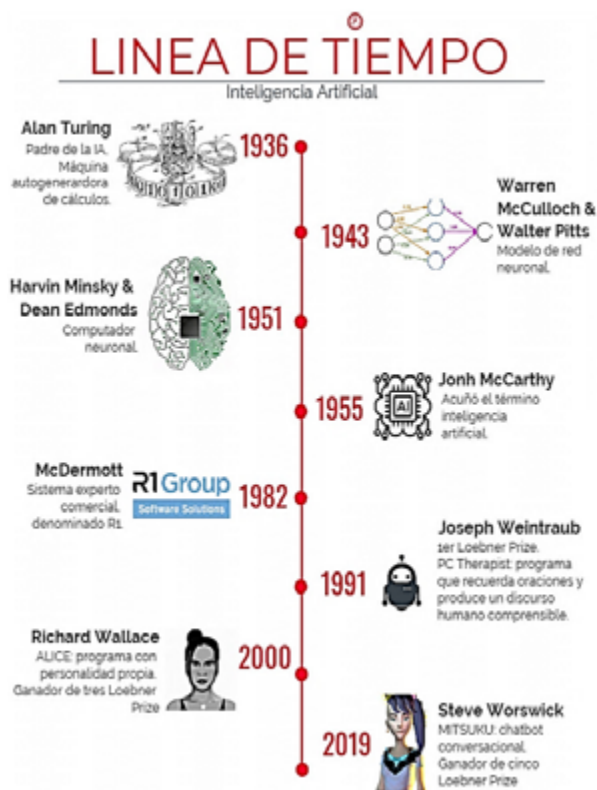 LINEA DE TIEMPO
Inteligencia Artificial
Alan Turing
Padre de la IA.
Máquina
autogenerardora
de cálculos.
1936
1943
Warren
McCulloch &
Walter Pitts
Modelo de red
neuronal.
Harvin Minsky &
Dean Edmonds
Computador
neuronal.
1951
1955
AI
Jonh McCarthy
Acuñó el término
inteligencia
artificial.
McDermott
Sistema experto
comercial,
denominado R1.
R1 Group
Software Solutions
1982
1991
Joseph Weintraub
1er Loebner Prize.
PC Therapist: programa
que recuerda oraciones y
produce un discurso
humano comprensible.
Richard Wallace
ALICE: programa con
personalidad propia.
Ganador de tres Loebner
Prize
2000
2019
Steve Worswick
MITSUKU: chatbot
conversacional.
Ganador de cinco
Loebner Prize